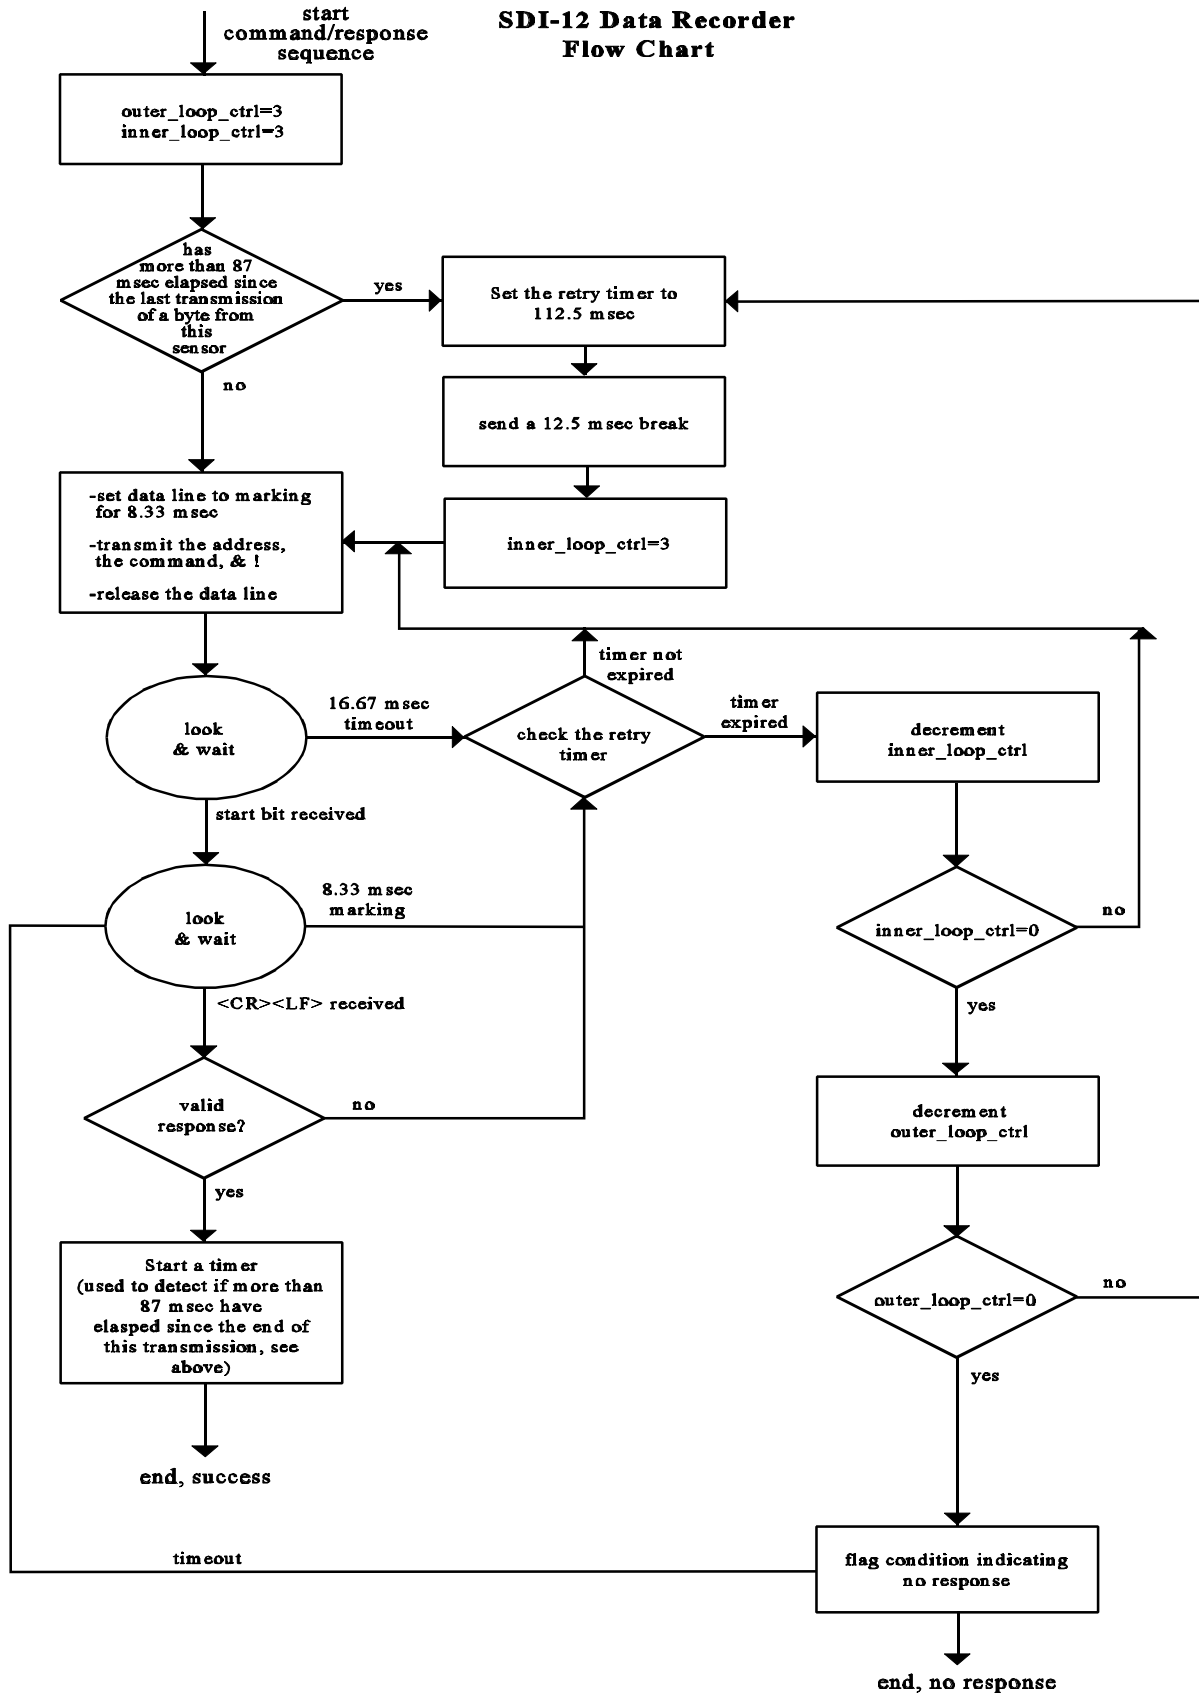 start
command/response
sequence
SDI-12 Data Recorder
Flow Chart
outer_loop_ctrl=3
inner_loop_ctrl=3
has
more than 87
msec elapsed since
the last transmission
of a byte from
this
sensor
yes
no
Set the retry timer to
112.5 msec
send a 12.5 msec break
inner_loop_ctrl=3
-set data line to marking
for 8.33 msec
-transmit the address,
the command, & !
-release the data line
look
& wait
16.67 msec
timeout
timer not
expired
check the retry
timer
timer
expired
decrement
inner_loop_ctrl
start bit received
look
& wait
8.33 msec
marking
inner_loop_ctrl=0
no
yes
<CR><LF> received
valid
response?
no
yes
decrement
outer_loop_ctrl
Start a timer
(used to detect if more than
87 msec have
elasped since the end of
this transmission, see
above)
outer_loop_ctrl=0
no
yes
end, success
timeout
flag condition indicating
no response
end, no response